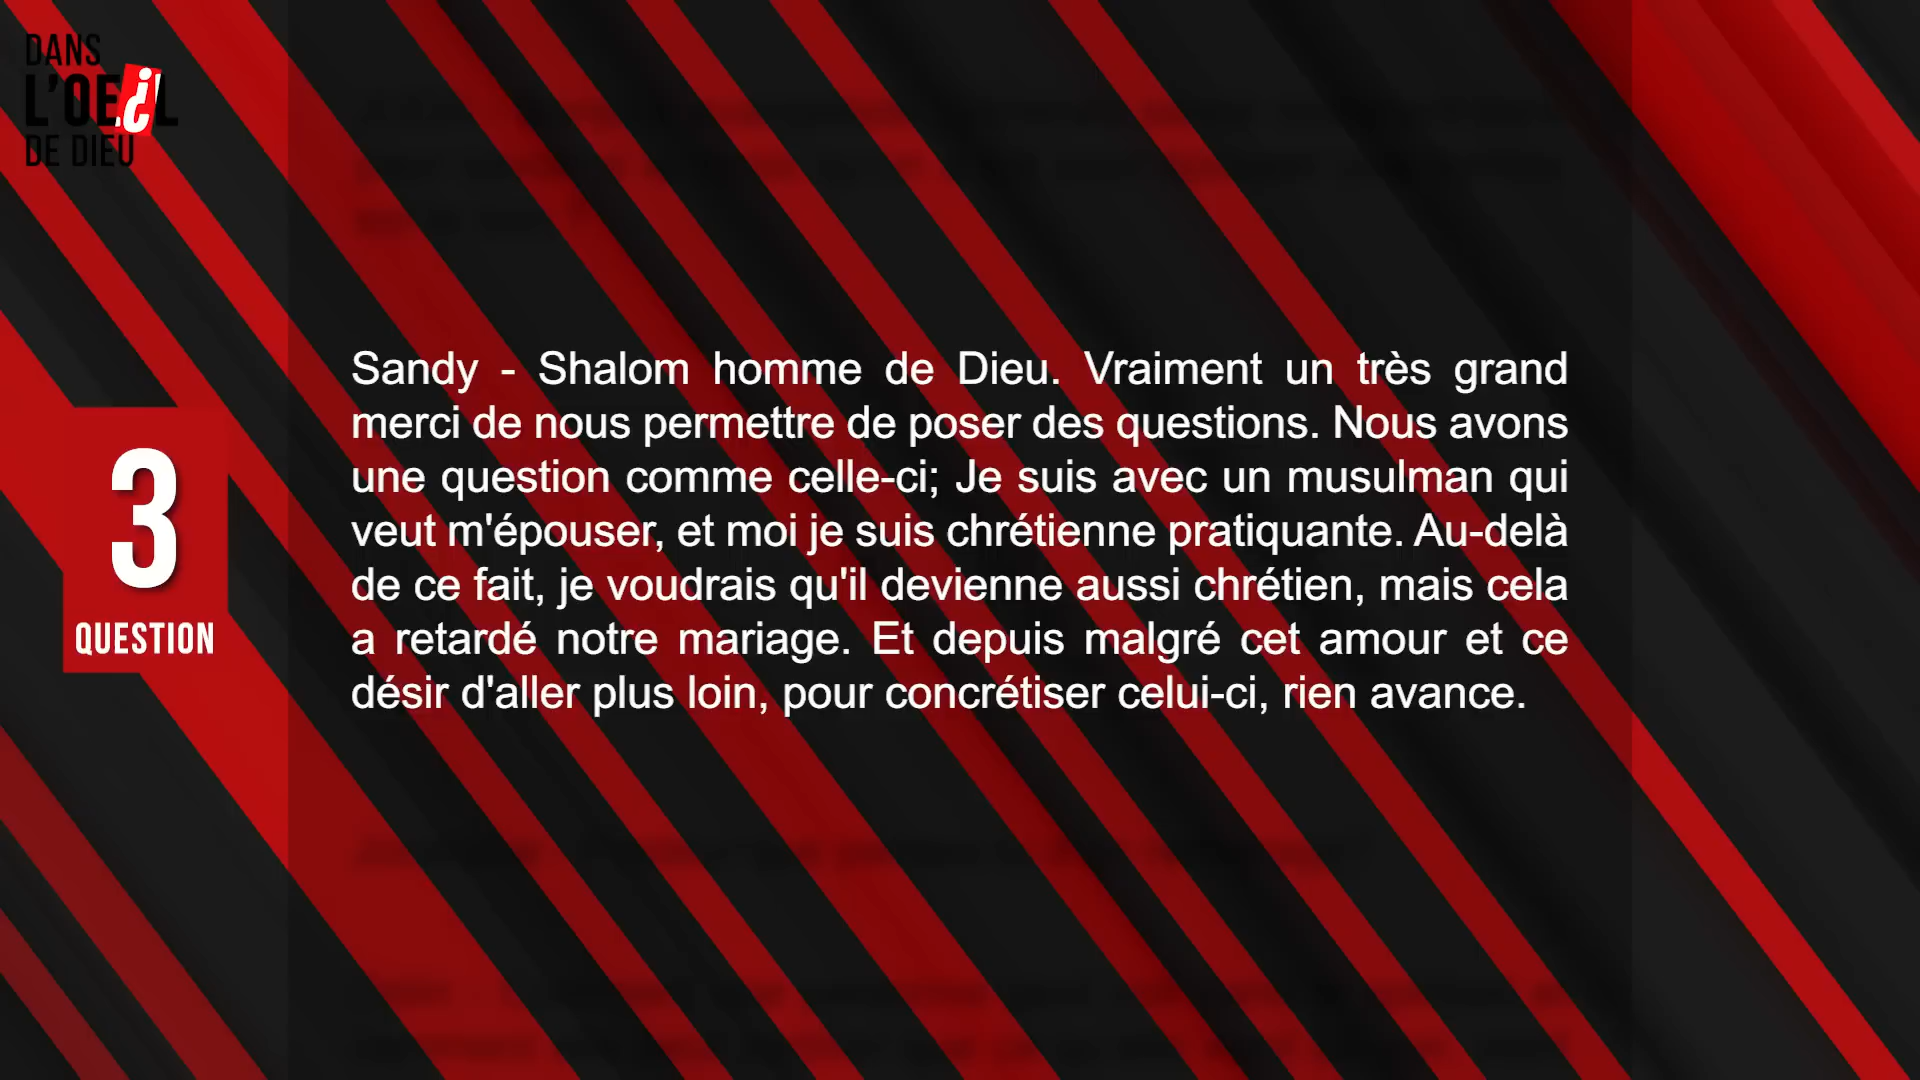 DANS
L'OE¿L
DE DIEU
Sandy - Shalom homme de Dieu. Vraiment un très grand
merci de nous permettre de poser des questions. Nous avons
une question comme celle-ci; Je suis avec un musulman qui
veut m'épouser, et moi je suis chrétienne pratiquante. Au-delà
de ce fait, je voudrais qu'il devienne aussi chrétien, mais cela
a retardé notre mariage. Et depuis malgré cet amour et ce
désir d'aller plus loin, pour concrétiser celui-ci, rien avance.
3
QUESTION